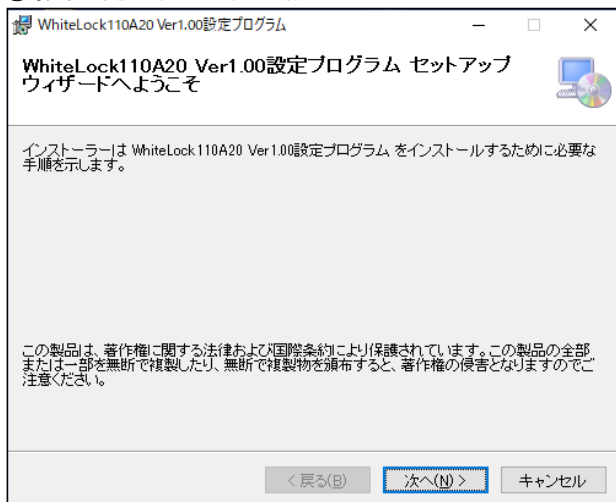 WhiteLock110A20 Ver1.00設定プログラム
WhiteLock110A20 Ver1.00設定プログラム セットアップ
ウィザードへようこそ
インストーラーは WhiteLock110A20 Ver1.00設定プログラム をインストールするために必要な
手順を示します。
この製品は、著作権に関する法律および国際条約により保護されています。この製品の全部
または一部を無断で複製したり、無断で複製物を頒布すると、著作権の侵害となりますのでご
注意ください。
< 戻る(B)
次へ(N) >
キャンセル